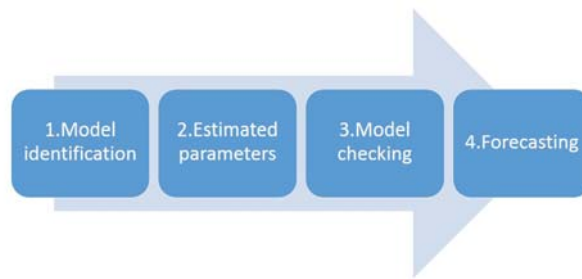 1.Model
identification
2.Estimated
parameters
3.Model
checking
4.Forecasting